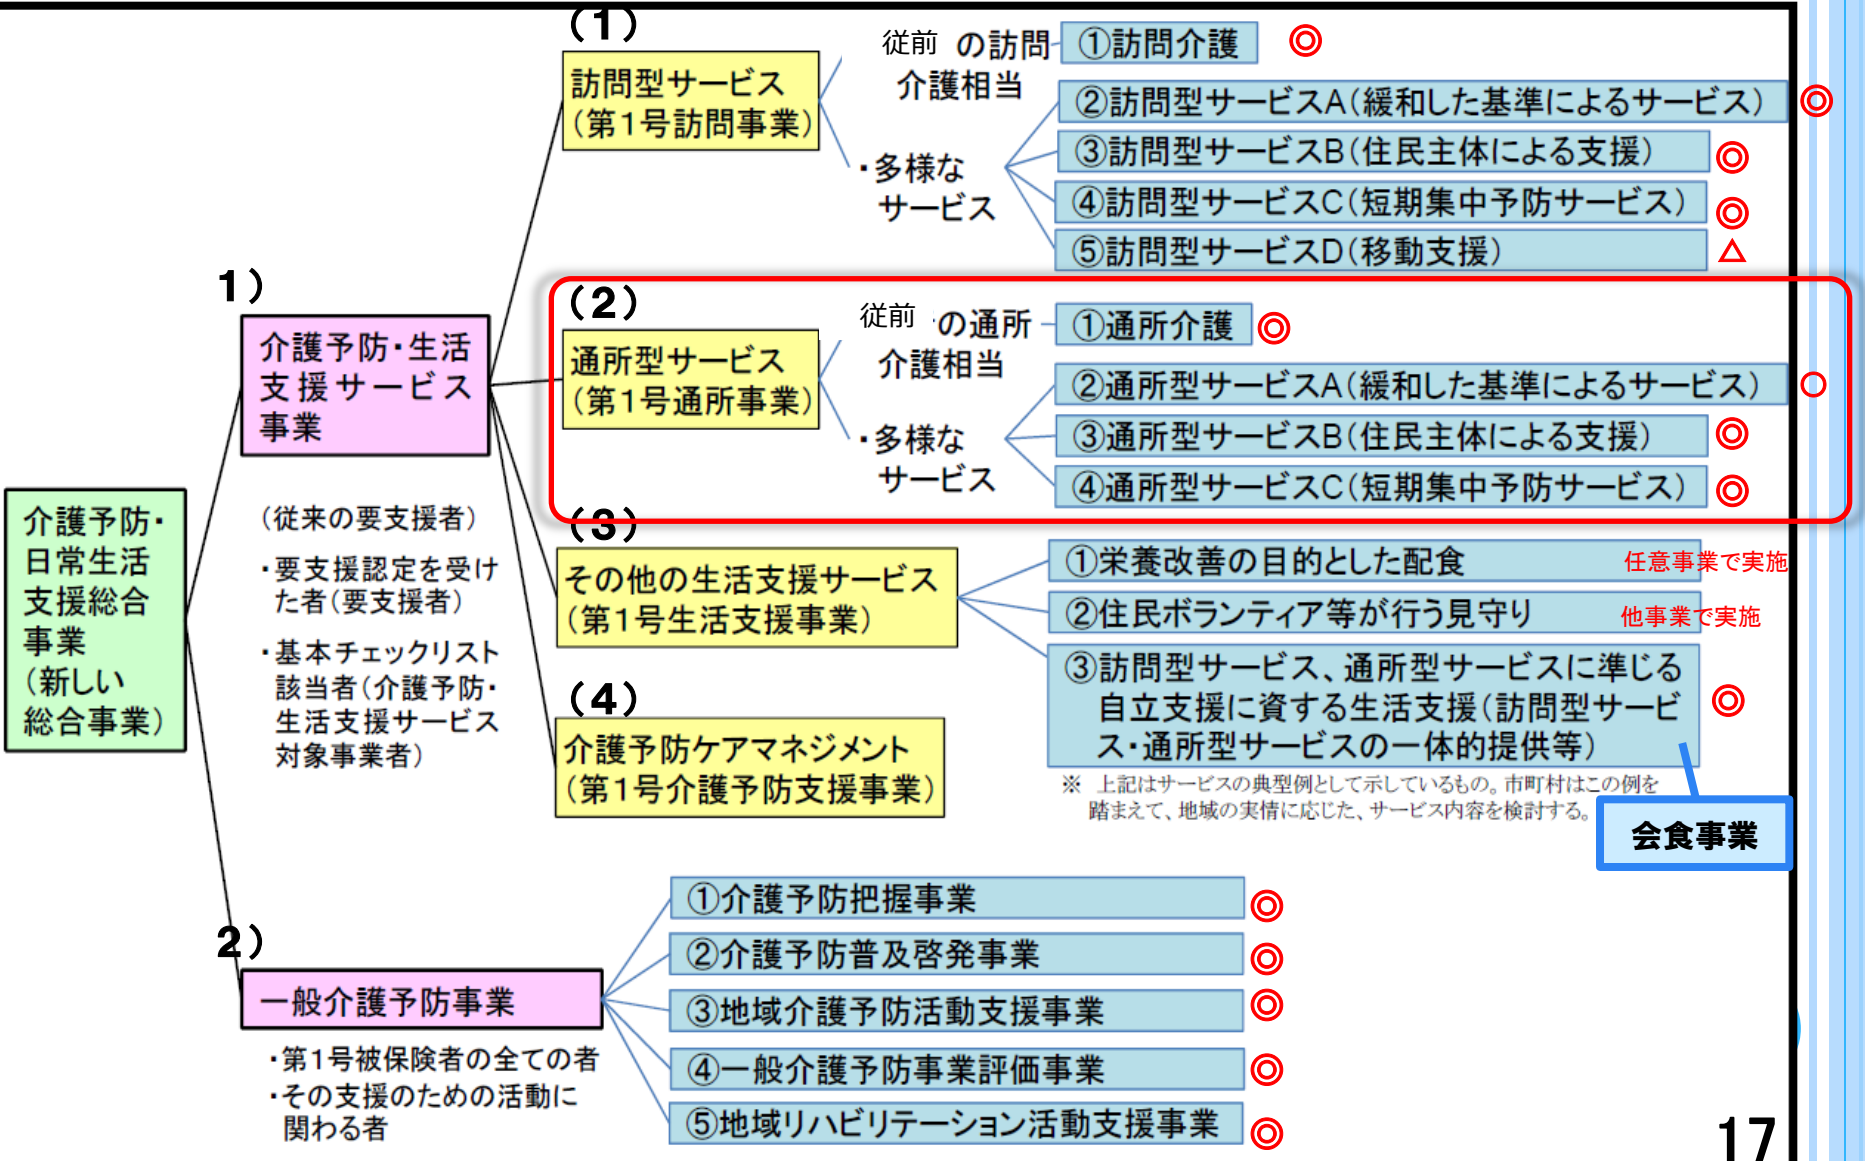 介護予防・
日常生活
支援総合
事業
（新しい
総合事業）
1）
介護予防・生活
支援サービス
事業
（従来の要支援者）
・要支援認定を受け
た者（要支援者）
・基本チェックリスト
該当者（介護予防・
生活支援サービス
対象事業者）
（1）
訪問型サービス
（第1号訪問事業）
従前 の訪問
介護相当
①訪問介護 ◎
・多様な
サービス
②訪問型サービスA（緩和した基準によるサービス） ◎
③訪問型サービスB（住民主体による支援） ◎
④訪問型サービスC（短期集中予防サービス） ◎
⑤訪問型サービスD（移動支援） △
（2）
通所型サービス
（第1号通所事業）
従前 の通所
介護相当
①通所介護 ◎
・多様な
サービス
②通所型サービスA（緩和した基準によるサービス） ○
③通所型サービスB（住民主体による支援） ◎
④通所型サービスC（短期集中予防サービス） ◎
（3）
その他の生活支援サービス
（第1号生活支援事業）
①栄養改善の目的とした配食 任意事業で実施
②住民ボランティア等が行う見守り 他事業で実施
③訪問型サービス、通所型サービスに準じる
自立支援に資する生活支援（訪問型サービ
ス・通所型サービスの一体的提供等） ◎
※ 上記はサービスの典型例として示しているもの。市町村はこの例を
踏まえて、地域の実情に応じた、サービス内容を検討する。
会食事業
（4）
介護予防ケアマネジメント
（第1号介護予防支援事業）
2）
一般介護予防事業
・第1号被保険者の全ての者
・その支援のための活動に
関わる者
①介護予防把握事業 ◎
②介護予防普及啓発事業 ◎
③地域介護予防活動支援事業 ◎
④一般介護予防事業評価事業 ◎
⑤地域リハビリテーション活動支援事業 ◎
17